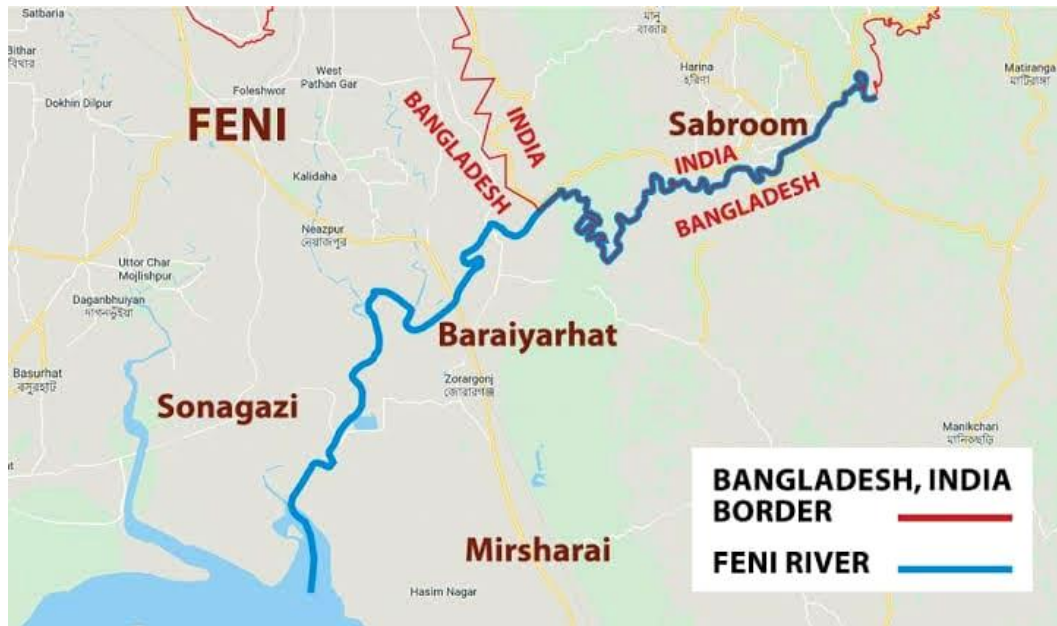 Satbaria
মানু
বাজার
Bithar
বিথার
Dokhin Dilpur
West
Pathan Gar
Foleshwor
FENI
BANGLADESH
INDIA
Harina
হরিণা
Matiranga
মাটিরাঙ্গা
Sabroom
INDIA
BANGLADESH
Kalidaha
Neazpur
নেয়াজপুর
Uttor Char
Mojlishpur
Daganbhuiyan
দাগনভুঁইয়া
Baraiyarhat
Basurhat
বসুরহাট
Zorargonj
জোরারগঞ্জ
Sonagazi
Manikchari
মানিকছড়ি
BANGLADESH, INDIA
BORDER
FENI RIVER
Mirsharai
Hasim Nagar